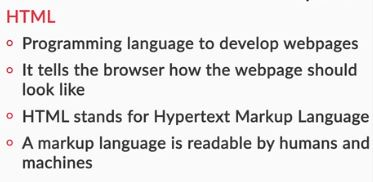 HTML
Programming language to develop webpages
It tells the browser how the webpage should
look like
HTML stands for Hypertext Markup Language
A markup language is readable by humans and
machines